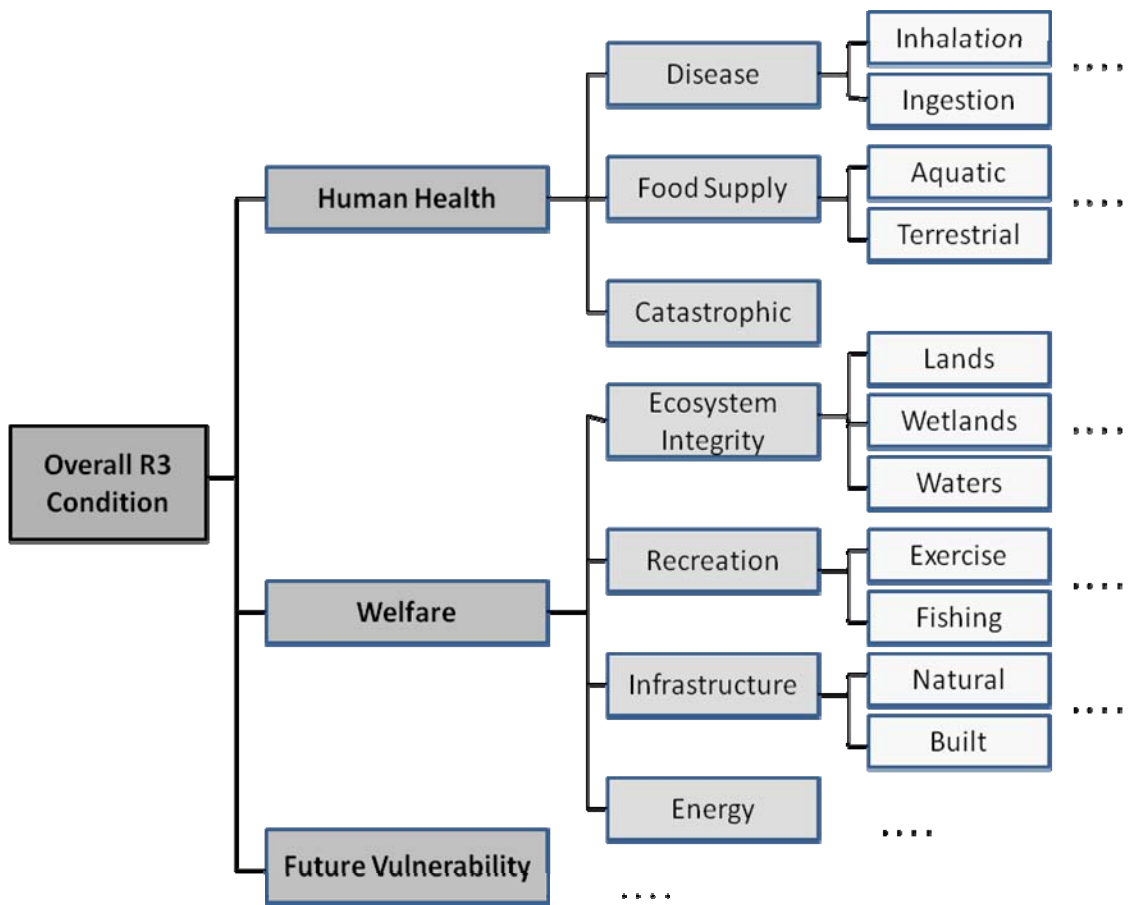 Overall R3
Condition
Human Health
Disease
Inhalation
....
Ingestion
Food Supply
Aquatic
....
Terrestrial
Catastrophic
Welfare
Ecosystem
Integrity
Lands
Wetlands
....
Waters
Recreation
Exercise
....
Fishing
Infrastructure
Natural
....
Built
Energy
....
Future Vulnerability
....